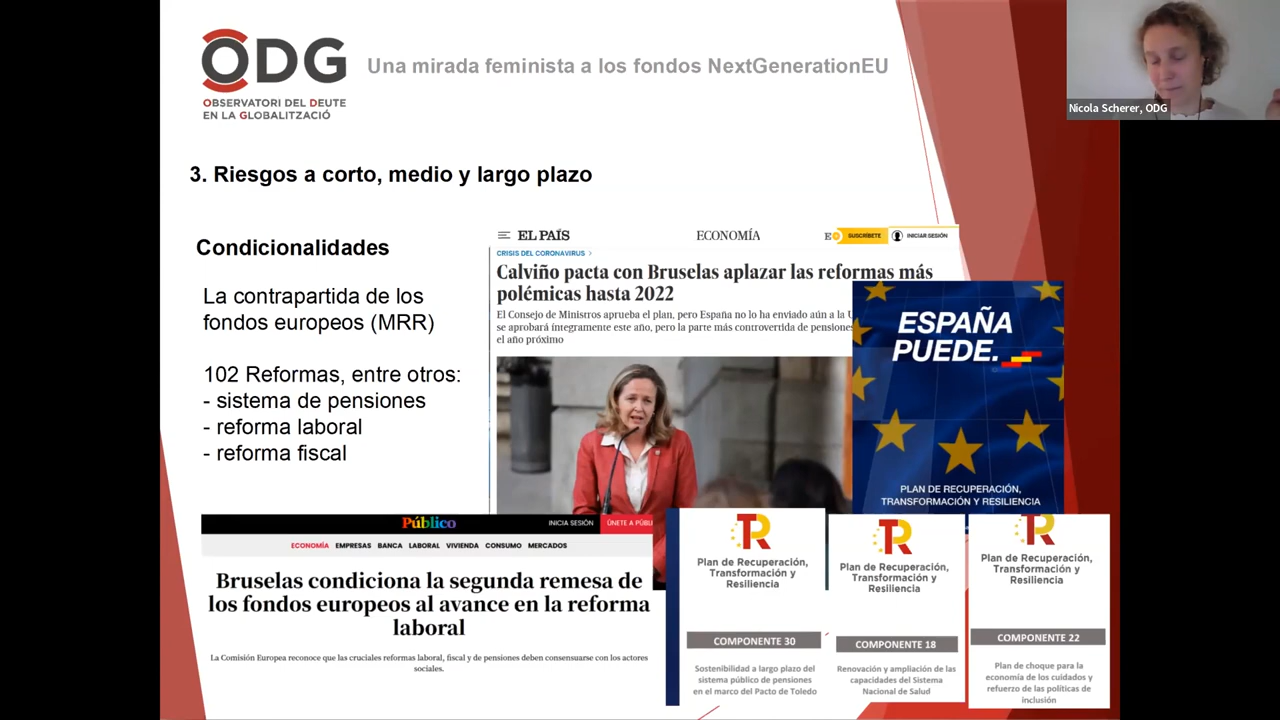 ODG
OBSERVATORI DEL DEUTE
EN LA GLOBALITZACIÓ
Una mirada feminista a los fondos NextGenerationEU
Nicola Scherer, ODG
3. Riesgos a corto, medio y largo plazo
Condicionalidades
La contrapartida de los
fondos europeos (MRR)
102 Reformas, entre otros:
- sistema de pensiones
- reforma laboral
- reforma fiscal
EL PAÍS
ECONOMÍA
SUSCRÍBETE
INICIAR SESIÓN
CRISIS DEL CORONAVIRUS >
Calviño pacta con Bruselas aplazar las reformas más
polémicas hasta 2022
El Consejo de Ministros aprueba el plan, pero España no lo ha enviado aún a la U
se aprobará íntegramente este año, pero la parte más controvertida de pensiones
el año próximo
ESPAÑA
PUEDE.
PLAN DE RECUPERACIÓN,
TRANSFORMACIÓN Y RESILIENCIA
Público
INICIA SESIÓN
ÚNETE A PÚBLI
ECONOMÍA EMPRESAS BANCA LABORAL VIVIENDA CONSUMO MERCADOS
Bruselas condiciona la segunda remesa de
los fondos europeos al avance en la reforma
laboral
La Comisión Europea reconoce que las cruciales reformas laboral, fiscal y de pensiones deben consensuarse con los actores
sociales.
TR
Plan de Recuperación,
Transformación y
Resiliencia
COMPONENTE 30
Sostenibilidad a largo plazo del
sistema público de pensiones
en el marco del Pacto de Toledo
TR
Plan de Recuperación,
Transformación y
Resiliencia
COMPONENTE 18
Renovación y ampliación de las
capacidades del Sistema
Nacional de Salud
TR
Plan de Recuperación,
Transformación y
Resiliencia
COMPONENTE 22
Plan de choque para la
economía de los cuidados y
refuerzo de las políticas de
inclusión